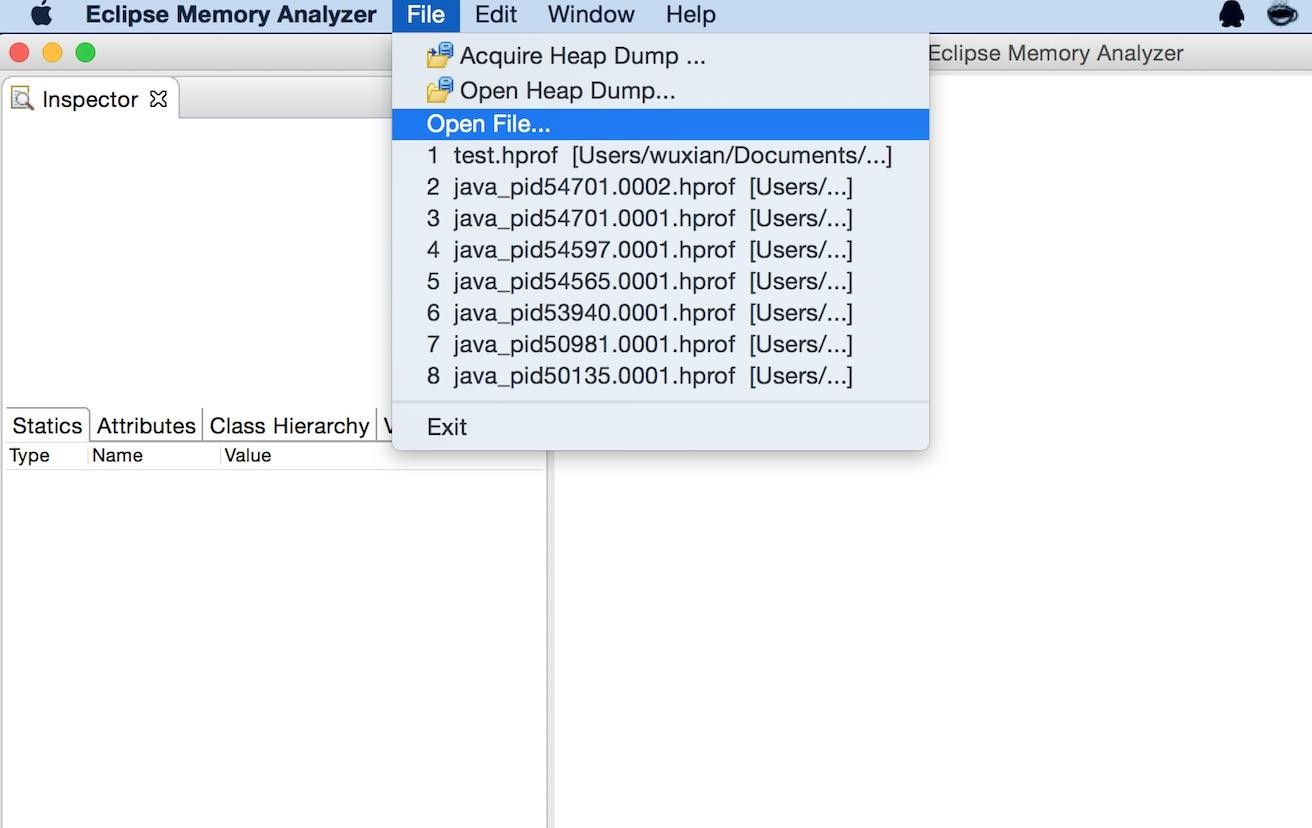 Eclipse Memory Analyzer File Edit Window Help
Eclipse Memory Analyzer
Inspector
Acquire Heap Dump ...
Open Heap Dump...
Open File...
1 test.hprof [Users/wuxian/Documents/...]
2 java_pid54701.0002.hprof [Users/...]
3 java_pid54701.0001.hprof [Users/...]
4 java_pid54597.0001.hprof [Users/...]
5 java_pid54565.0001.hprof [Users/...]
6 java_pid53940.0001.hprof [Users/...]
7 java_pid50981.0001.hprof [Users/...]
8 java_pid50135.0001.hprof [Users/...]
Exit
Statics Attributes Class Hierarchy
Type Name Value